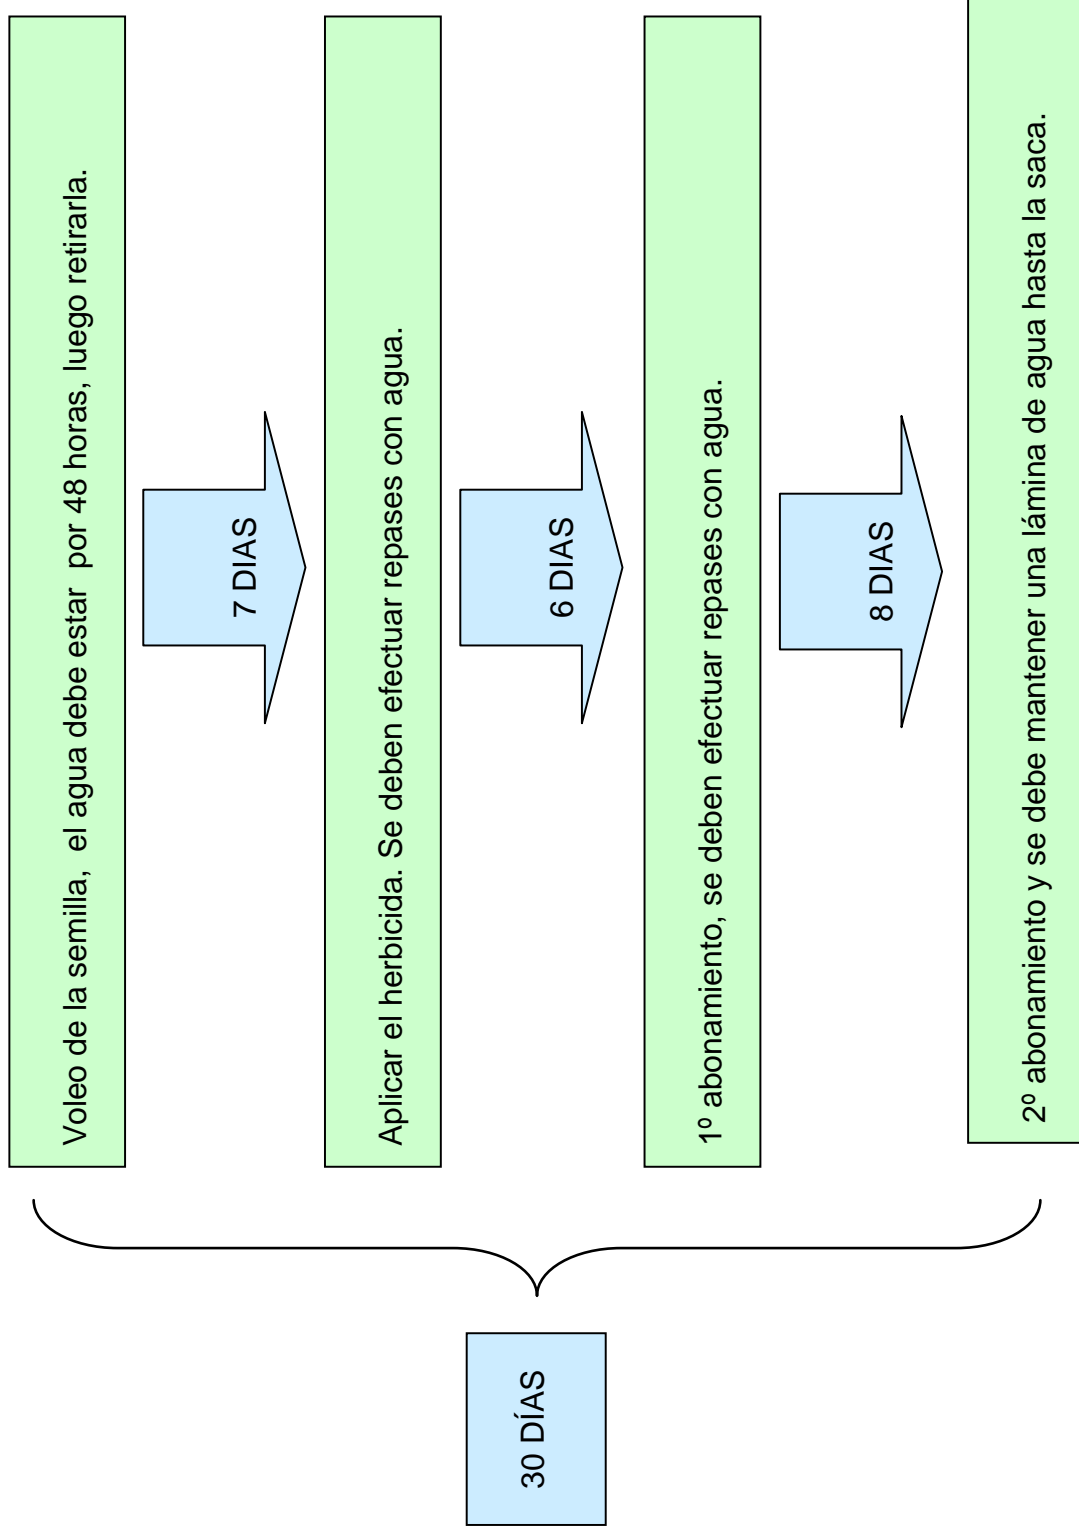 Voleo de la semilla, el agua debe estar por 48 horas, luego retirarla.
7 DIAS
Aplicar el herbicida. Se deben efectuar repases con agua.
6 DIAS
1º abonamiento, se deben efectuar repases con agua.
8 DIAS
2º abonamiento y se debe mantener una lámina de agua hasta la saca.
30 DÍAS